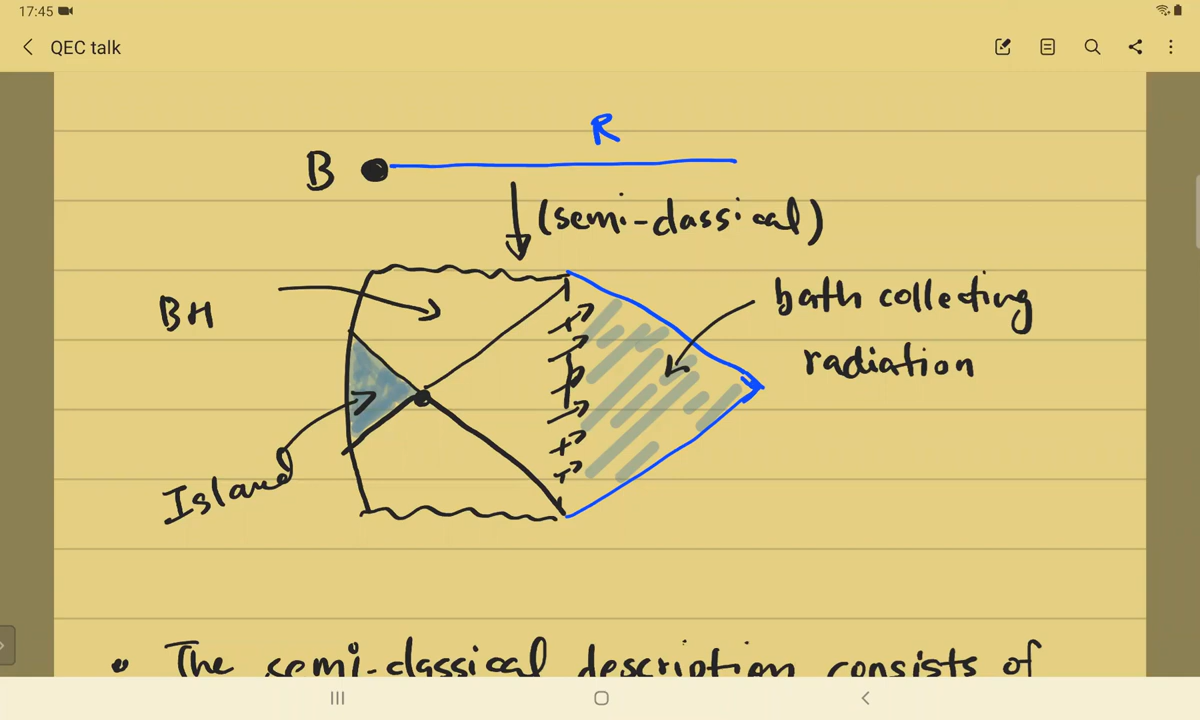 17:45
QEC talk
R
B
(semi-classical)
BH
bath collecting
radiation
Island
• The semi-classical description consists of